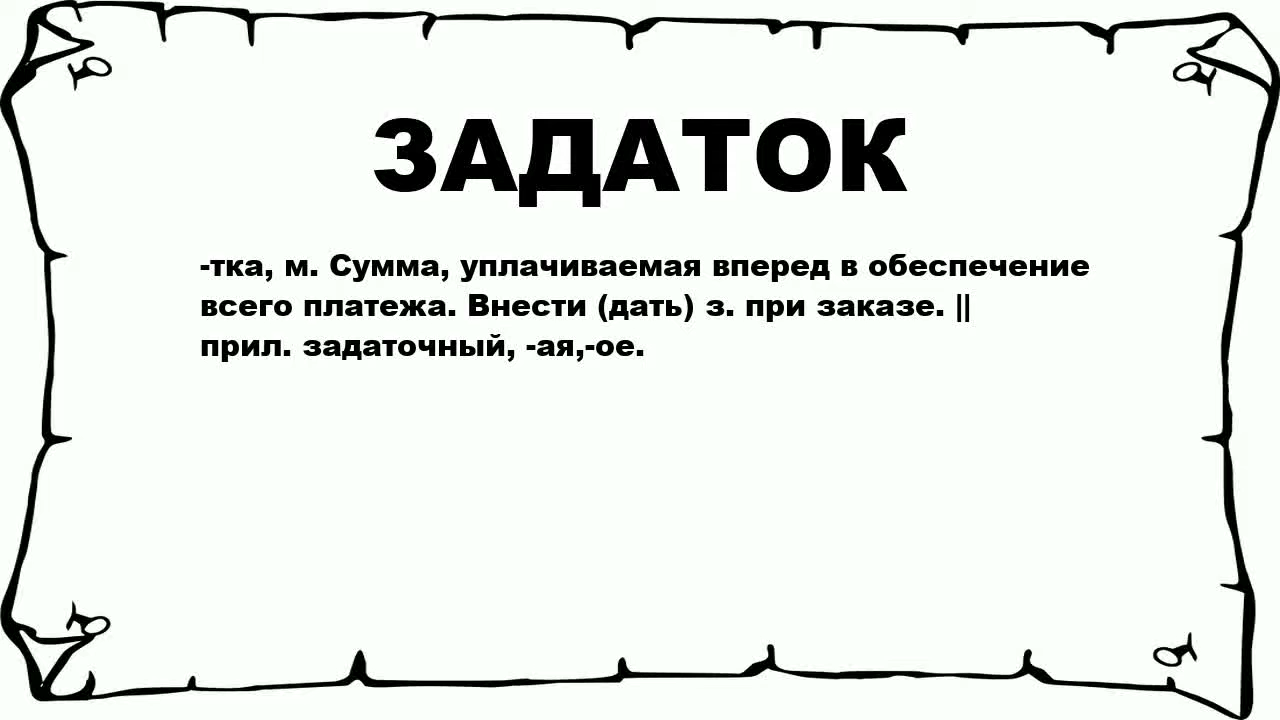 ЗАДАТОК
-тка, м. Сумма, уплачиваемая вперед в обеспечение
всего платежа. Внести (дать) з. при заказе. ||
прил. задаточный, -ая,-ое.